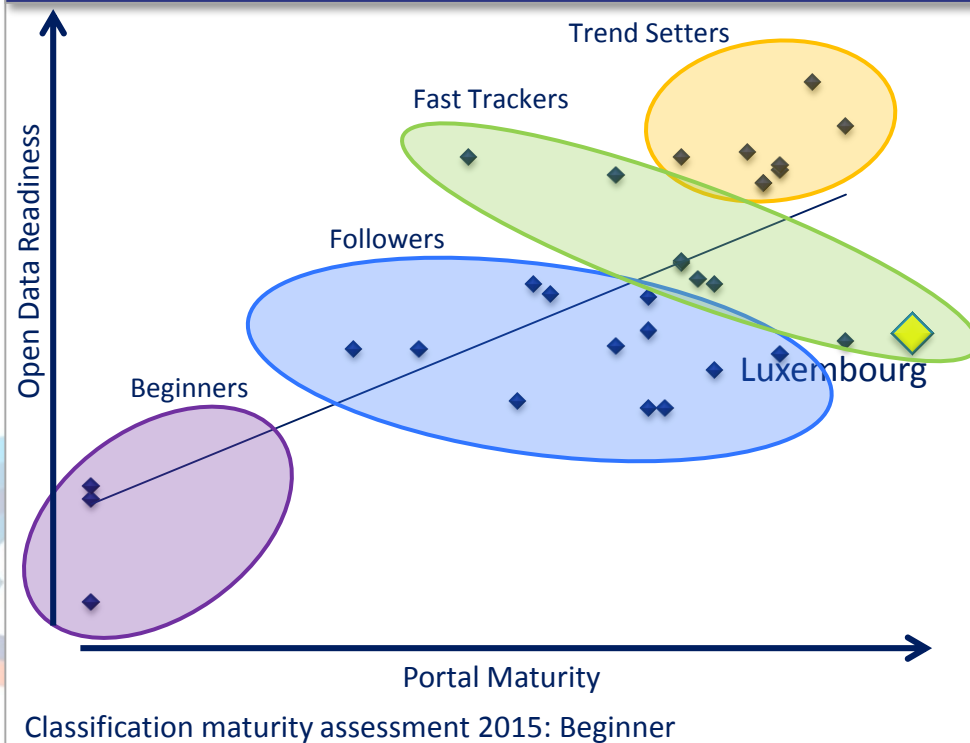 Trend Setters
Fast Trackers
Open Data Readiness
Followers
Luxembourg
Beginners
Portal Maturity
Classification maturity assessment 2015: Beginner